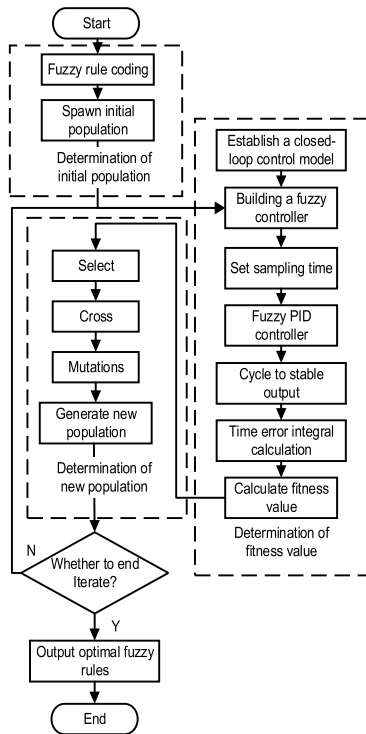 Start
Fuzzy rule coding
Spawn initial
population
Determination of
initial population
Select
Cross
Mutations
Generate new
population
Determination of
new population
N
Whether to end
Iterate?
Y
Output optimal fuzzy
rules
End
Establish a closed-
loop control model
Building a fuzzy
controller
Set sampling time
Fuzzy PID
controller
Cycle to stable
output
Time error integral
calculation
Calculate fitness
value
Determination of
fitness value